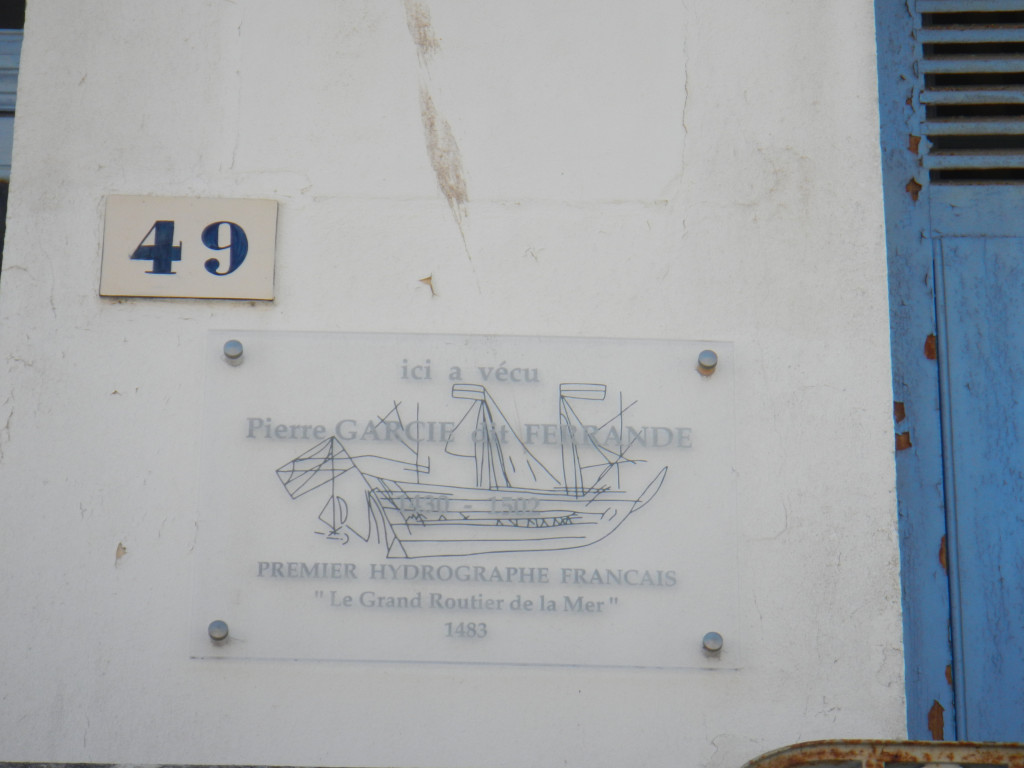 49
ici a vécu
Pierre GARCIE dit FERRANDE
1430 - 1502
PREMIER HYDROGRAPHE FRANCAIS
"Le Grand Routier de la Mer"
1483